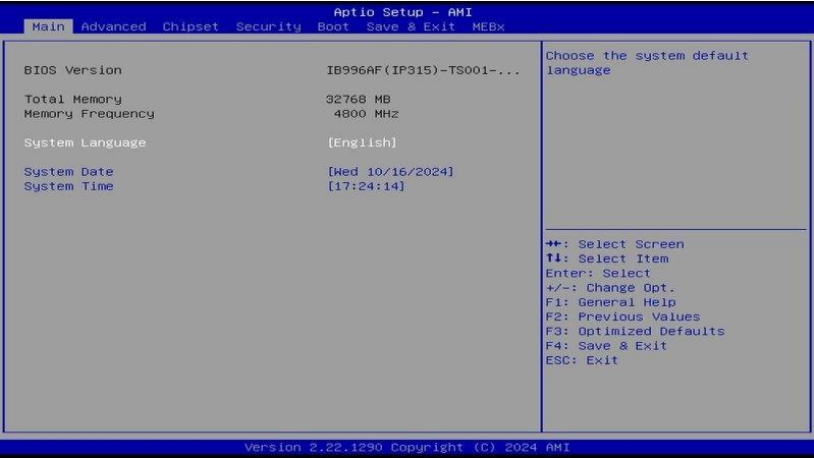 Aptio Setup – AMI
Main Advanced Chipset Security Boot Save & Exit MEBx
BIOS Version IB996AF(IP315)-TS001-...
Total Memory 32768 MB
Memory Frequency 4800 MHz
System Language [English]
System Date [Wed 10/16/2024]
System Time [17:24:14]
Choose the system default
language
→←: Select Screen
↑↓: Select Item
Enter: Select
+/-: Change Opt.
F1: General Help
F2: Previous Values
F3: Optimized Defaults
F4: Save & Exit
ESC: Exit
Version 2.22.1290 Copyright (C) 2024 AMI